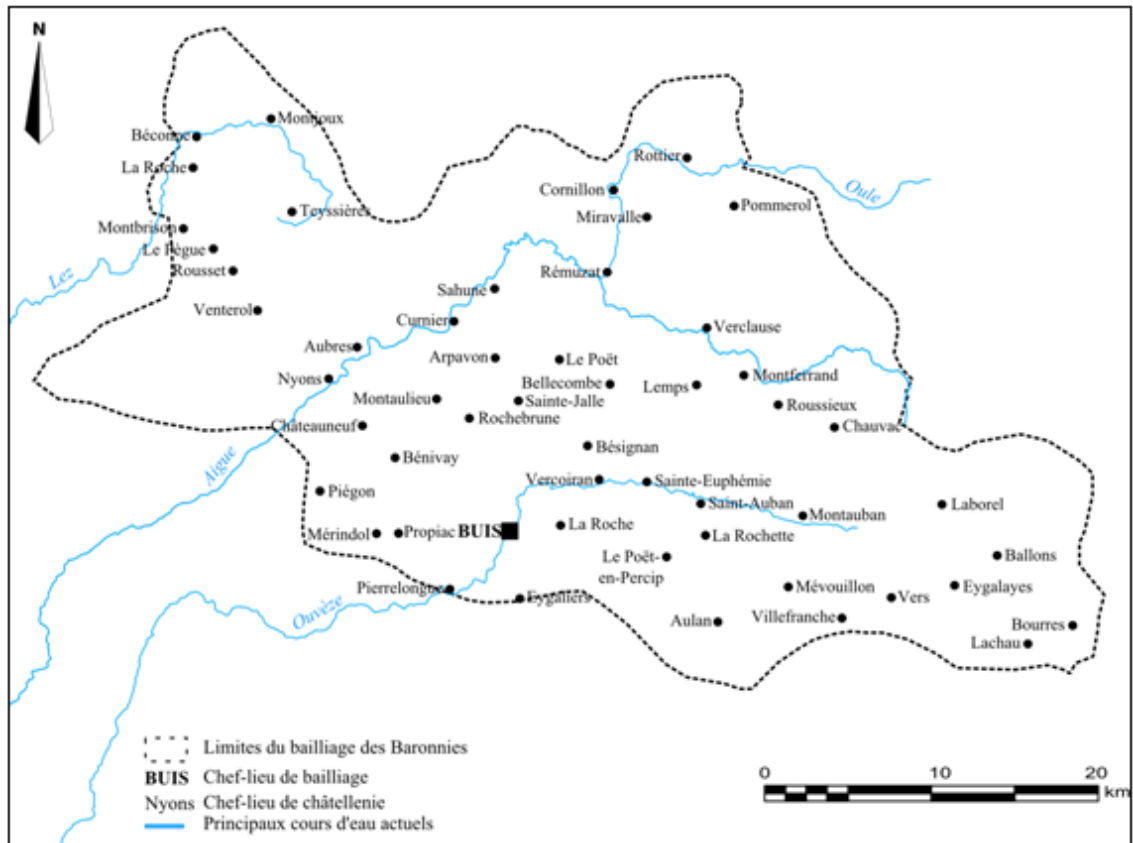 N
Montjoux
Béconne
La Roche
Rottier
Oule
Cornillon
Pommerol
Teyssières
Miravalle
Montbrison
Le Pègue
Lez
Rousset
Rémuzat
Sahune
Venterol
Curnier
Verclause
Aubres
Arpavon
Le Poët
Nyons
Bellecombe
Lemps
Montferrand
Montaulieu
Sainte-Jalle
Roussieux
Rochebrune
Châteauneuf
Chauvac
Aigue
Bénivay
Bésignan
Vercoiran
Sainte-Euphémie
Piégon
Saint-Auban
Montauban
Laborel
Mérindol
Propiac
BUIS
La Roche
La Rochette
Le Poët-
en-Percip
Ballons
Pierrelongue
Ouvèze
Eygaliers
Mévouillon
Vers
Eygalayes
Aulan
Villefranche
Bourres
Lachau
Limites du bailliage des Baronnies
BUIS Chef-lieu de bailliage
Nyons Chef-lieu de châtellenie
Principaux cours d'eau actuels
0 10 20
km